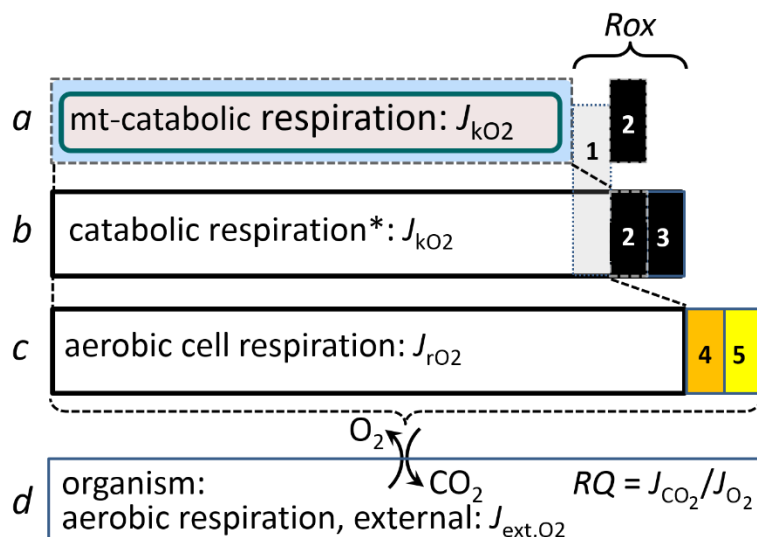 Rox
a mt-catabolic respiration: JkO2 1 2
b catabolic respiration*: JkO2 2 3
c aerobic cell respiration: JrO2 4 5
O2
CO2
d organism: RQ = JCO2/JO2
aerobic respiration, external: Jext,O2